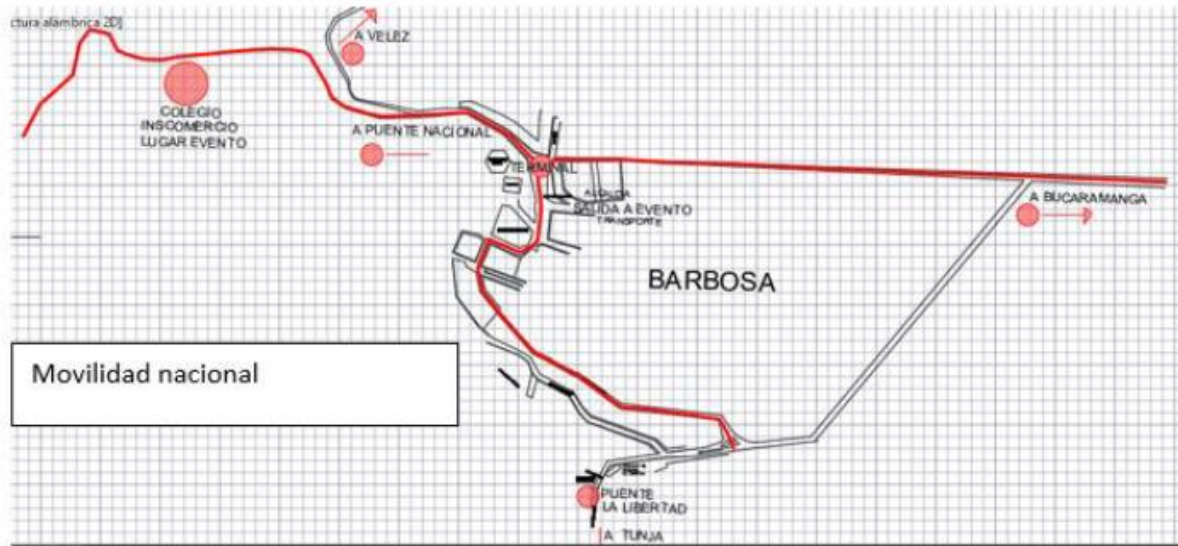 ctura alambrica 2D]
A VELEZ
COLEGIO
INSCOMERCIO
LUGAR EVENTO
A PUENTE NACIONAL
TERMINAL
SALIDA A EVENTO
TRANSPORTE
A BUCARAMANGA
BARBOSA
Movilidad nacional
PUENTE
LA LIBERTAD
A TUNJA